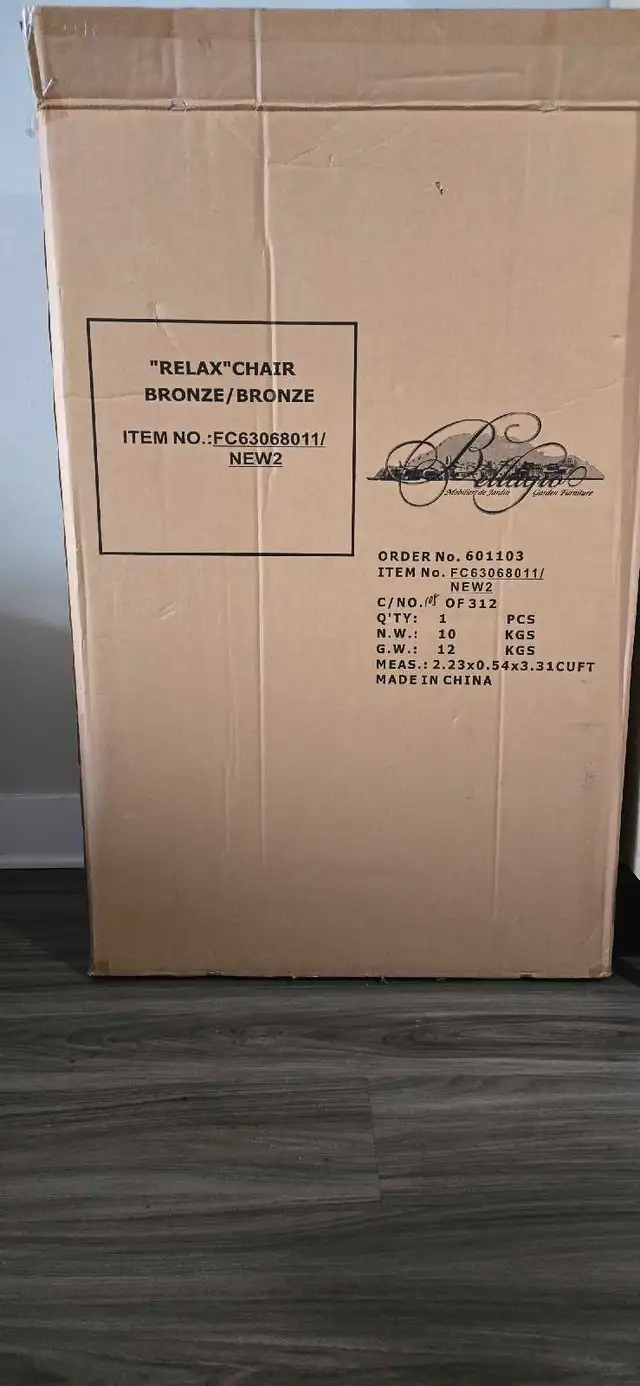 "RELAX"CHAIR
BRONZE/BRONZE
ITEM NO.:FC63068011/
NEW2
Bellagio
Mobilier de Jardin Garden Furniture
ORDER No. 601103
ITEM No. FC63068011/
NEW2
C/NO. 108 OF 312
Q'TY: 1 PCS
N.W.: 10 KGS
G.W.: 12 KGS
MEAS.: 2.23x0.54x3.31CUFT
MADE IN CHINA